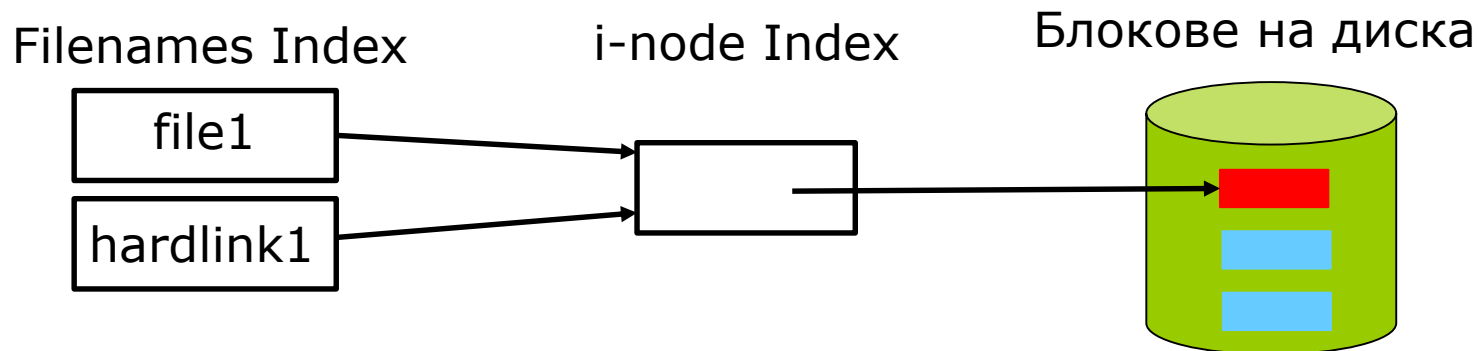 Filenames Index
i-node Index
Блокове на диска
file1
hardlink1